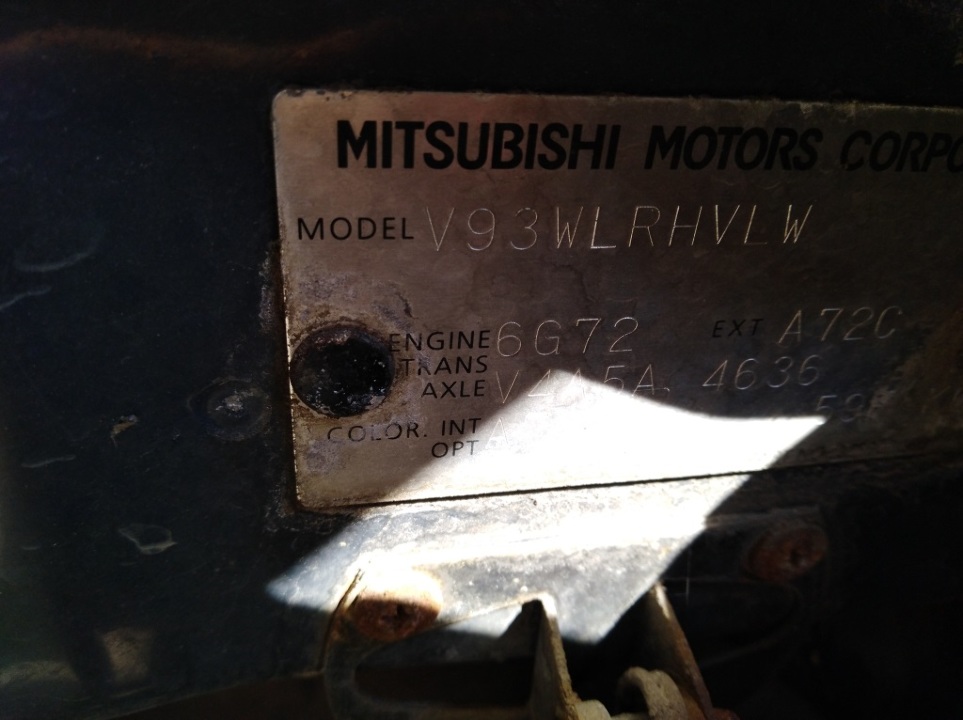 MITSUBISHI MOTORS CORPO
MODEL V93WLRHVLW
ENGINE 6G72 EXT A72C
TRANS AXLE V4A5A 4636
COLOR. INT
OPT